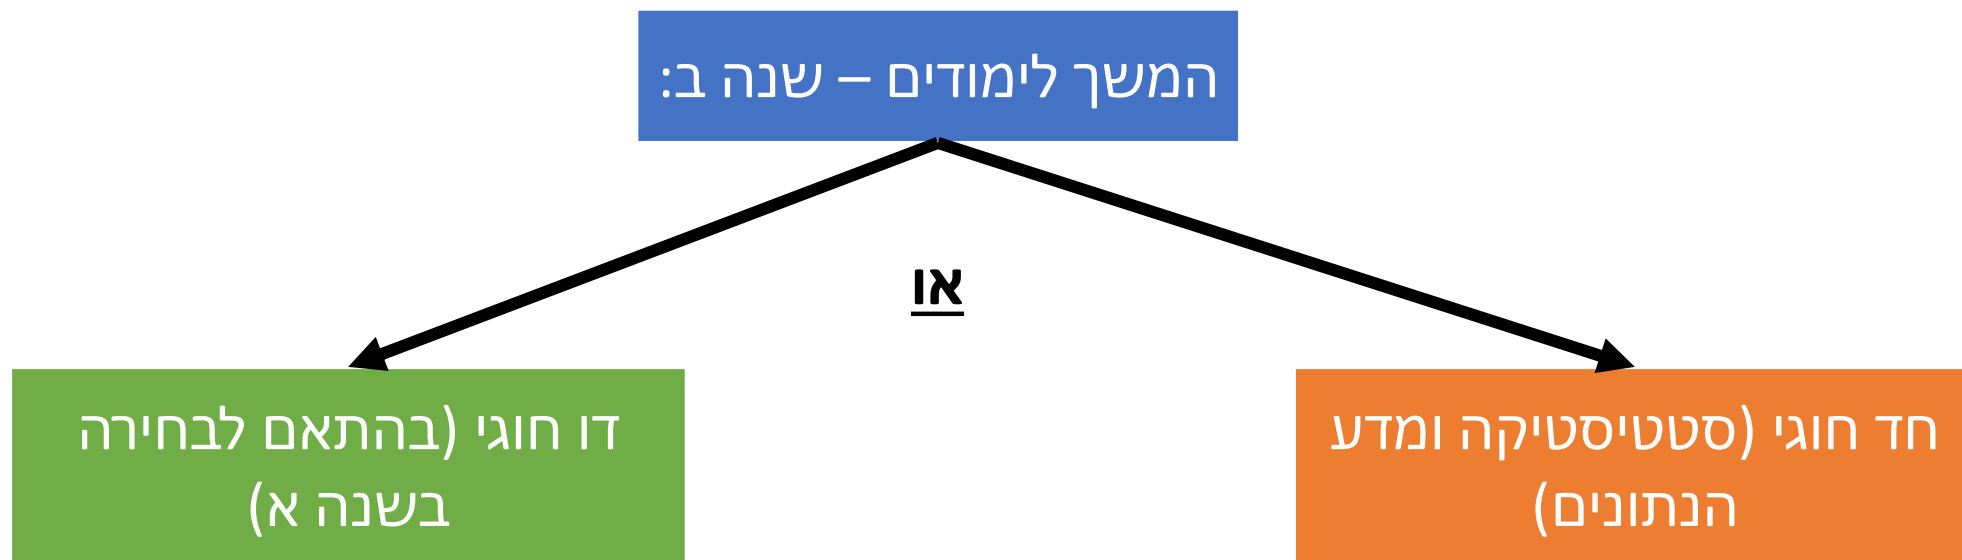 המשך לימודים – שנה ב:
או
חד חוגי (סטטיסטיקה ומדע
הנתונים)
דו חוגי (בהתאם לבחירה
בשנה א)